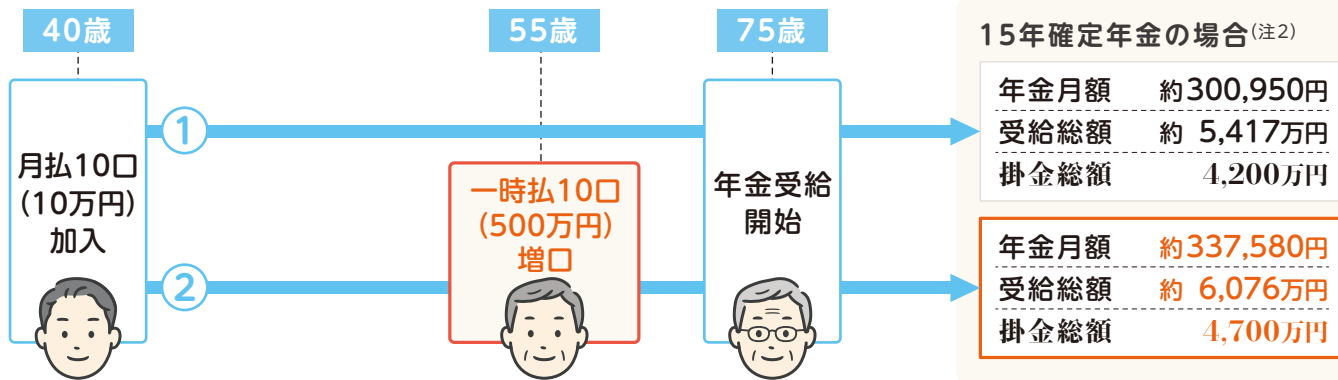 40歳
55歳
75歳
月払10口
(10万円)
加入
①
②
一時払10口
(500万円)
増口
年金受給
開始
15年確定年金の場合(注2)
年金月額 約300,950円
受給総額 約 5,417万円
掛金総額 4,200万円
年金月額 約337,580円
受給総額 約 6,076万円
掛金総額 4,700万円